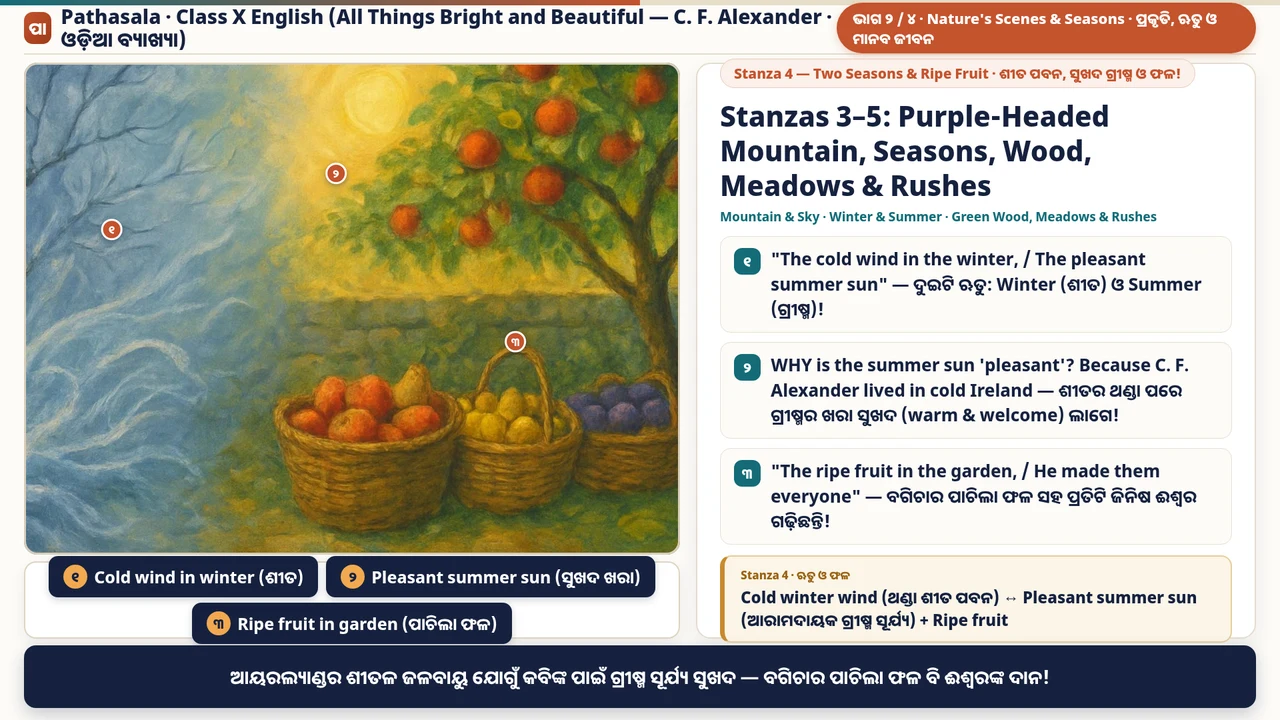 ପା
Pathasala · Class X English (All Things Bright and Beautiful — C. F. Alexander ·
ଓଡ଼ିଆ ବ୍ୟାଖ୍ୟା)
ଭାଗ ୨ / ୪ · Nature's Scenes & Seasons · ପ୍ରକୃତି, ଋତୁ ଓ
ମାନବ ଜୀବନ
୧
୨
୩
୧ Cold wind in winter (ଶୀତ)
୨ Pleasant summer sun (ସୁଖଦ ଖରା)
୩ Ripe fruit in garden (ପାଚିଲା ଫଳ)
Stanza 4 — Two Seasons & Ripe Fruit · ଶୀତ ପବନ, ସୁଖଦ ଗ୍ରୀଷ୍ମ ଓ ଫଳ!
Stanzas 3–5: Purple-Headed
Mountain, Seasons, Wood,
Meadows & Rushes
Mountain & Sky · Winter & Summer · Green Wood, Meadows & Rushes
୧ "The cold wind in the winter, / The pleasant
summer sun" — ଦୁଇଟି ଋତୁ: Winter (ଶୀତ) ଓ Summer
(ଗ୍ରୀଷ୍ମ)!
୨ WHY is the summer sun 'pleasant'? Because C. F.
Alexander lived in cold Ireland — ଶୀତର ଥଣ୍ଡା ପରେ
ଗ୍ରୀଷ୍ମର ଖରା ସୁଖଦ (warm & welcome) ଲାଗେ!
୩ "The ripe fruit in the garden, / He made them
everyone" — ବଗିଚାର ପାଚିଲା ଫଳ ସହ ପ୍ରତିଟି ଜିନିଷ ଈଶ୍ୱର
ଗଢ଼ିଛନ୍ତି!
Stanza 4 · ଋତୁ ଓ ଫଳ
Cold winter wind (ଥଣ୍ଡା ଶୀତ ପବନ) ↔ Pleasant summer sun
(ଆରାମଦାୟକ ଗ୍ରୀଷ୍ମ ସୂର୍ଯ୍ୟ) + Ripe fruit
ଆୟରଲ୍ୟାଣ୍ଡର ଶୀତଳ ଜଳବାୟୁ ଯୋଗୁଁ କବିଙ୍କ ପାଇଁ ଗ୍ରୀଷ୍ମ ସୂର୍ଯ୍ୟ ସୁଖଦ — ବଗିଚାର ପାଚିଲା ଫଳ ବି ଈଶ୍ୱରଙ୍କ ଦାନ!